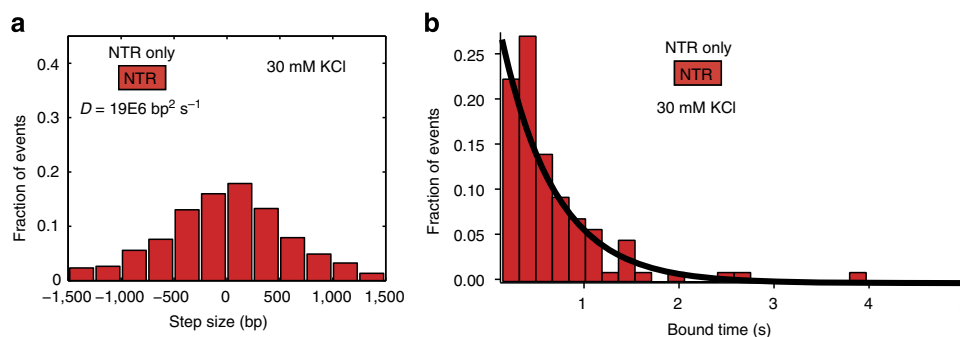 a
NTR only
NTR
30 mM KCl
D = 19E6 bp² s⁻¹
Fraction of events
0.4
0.3
0.2
0.1
0
−1,500 −1,000 −500 0 500 1,000 1,500
Step size (bp)
b
NTR only
NTR
30 mM KCl
Fraction of events
0.25
0.20
0.15
0.10
0.05
0.00
1 2 3 4
Bound time (s)